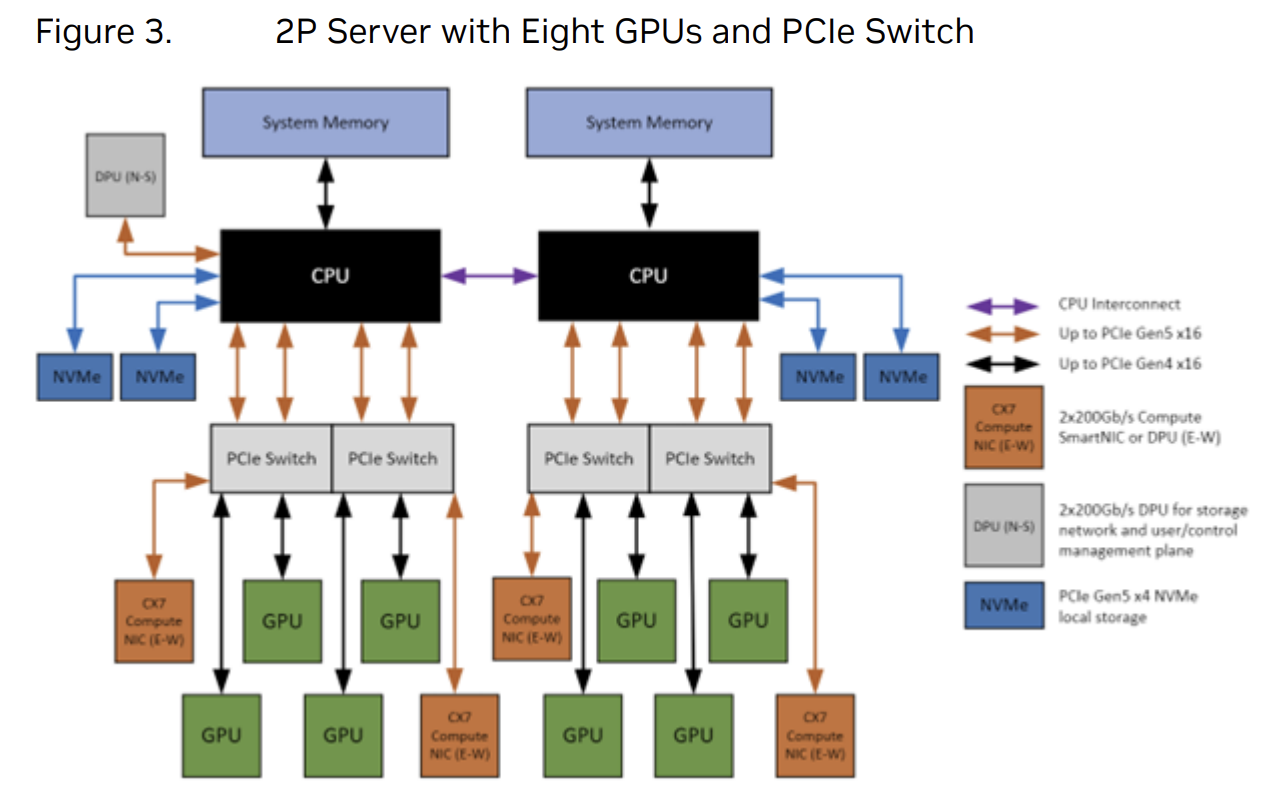 Figure 3. 2P Server with Eight GPUs and PCIe Switch
System Memory
System Memory
DPU (N-S)
CPU
CPU
NVMe
NVMe
NVMe
NVMe
PCIe Switch
PCIe Switch
PCIe Switch
PCIe Switch
CX7
Compute
NIC (E-W)
GPU
GPU
CX7
Compute
NIC (E-W)
GPU
GPU
GPU
GPU
CX7
Compute
NIC (E-W)
GPU
GPU
CX7
Compute
NIC (E-W)
CPU Interconnect
Up to PCIe Gen5 x16
Up to PCIe Gen4 x16
CX7
Compute
NIC (E-W)
2x200Gb/s Compute
SmartNIC or DPU (E-W)
DPU (N-S)
2x200Gb/s DPU for storage
network and user/control
management plane
NVMe
PCIe Gen5 x4 NVMe
local storage